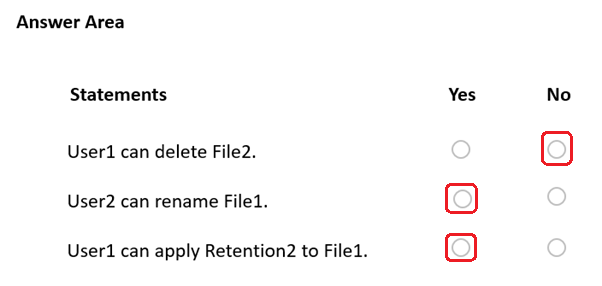 Answer Area
Statements Yes No
User1 can delete File2.
User2 can rename File1.
User1 can apply Retention2 to File1.